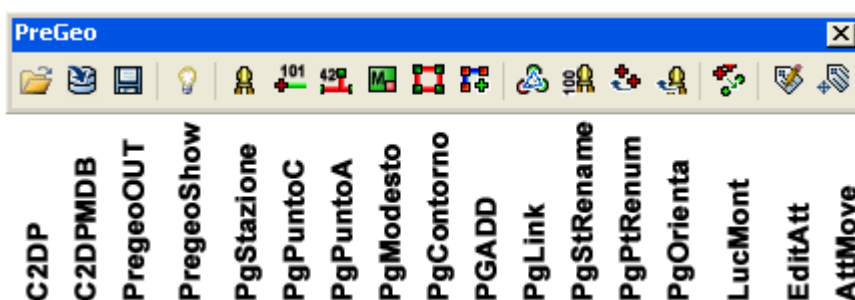 PreGeo
101
42
M
100
C2DP
C2DPMDB
PregeoOUT
PregeoShow
PgStazione
PgPuntoC
PgPuntoA
PgModesto
PgContorno
PGADD
PgLink
PgStRename
PgPtRenum
PgOrienta
LucMont
EditAtt
AttMove